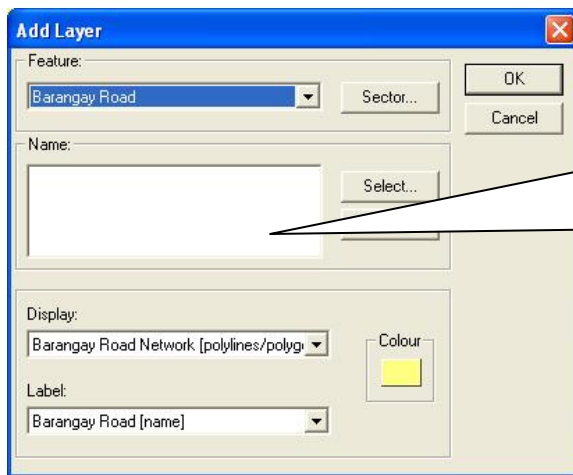 Add Layer
Feature:
Barangay Road
Sector...
OK
Cancel
Name:
Select...
Display:
Barangay Road Network [polylines/polyg
Colour
Label:
Barangay Road [name]